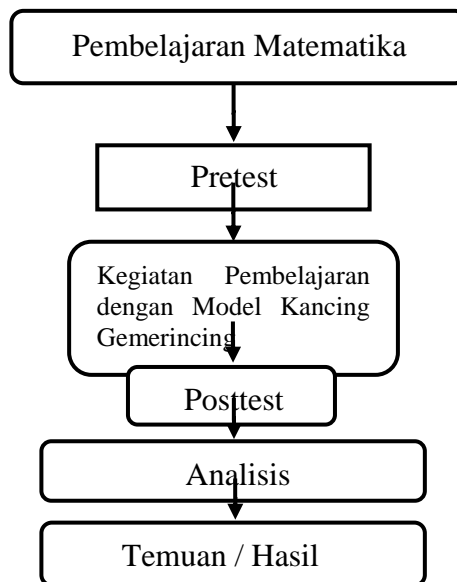 Pembelajaran Matematika
Pretest
Kegiatan Pembelajaran
dengan Model Kancing
Gemerincing
Posttest
Analisis
Temuan / Hasil